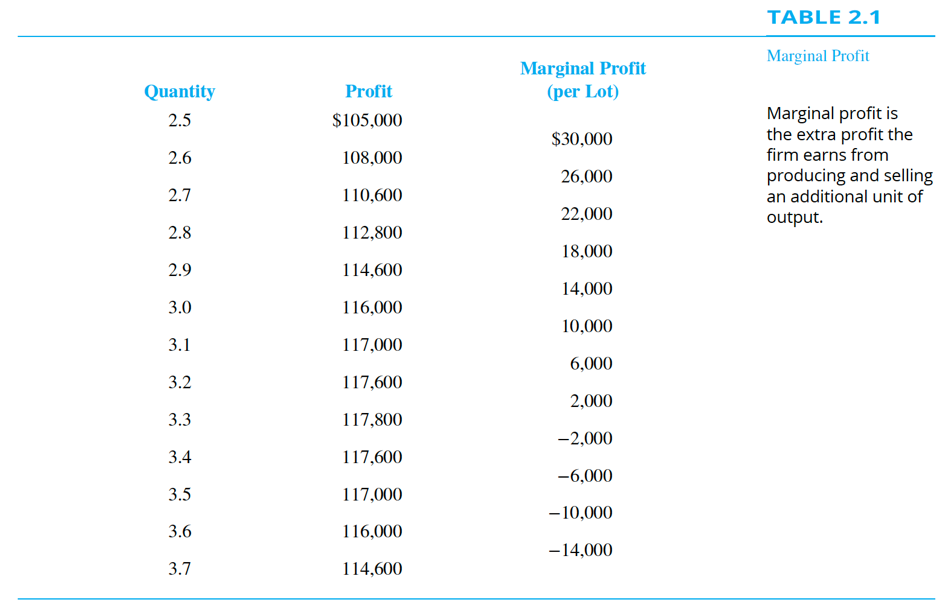 TABLE 2.1
Marginal Profit
Marginal profit is
the extra profit the
firm earns from
producing and selling
an additional unit of
output.
Marginal Profit
Quantity Profit (per Lot)
2.5 $105,000
$30,000
2.6 108,000
26,000
2.7 110,600
22,000
2.8 112,800
18,000
2.9 114,600
14,000
3.0 116,000
10,000
3.1 117,000
6,000
3.2 117,600
2,000
3.3 117,800
−2,000
3.4 117,600
−6,000
3.5 117,000
−10,000
3.6 116,000
−14,000
3.7 114,600